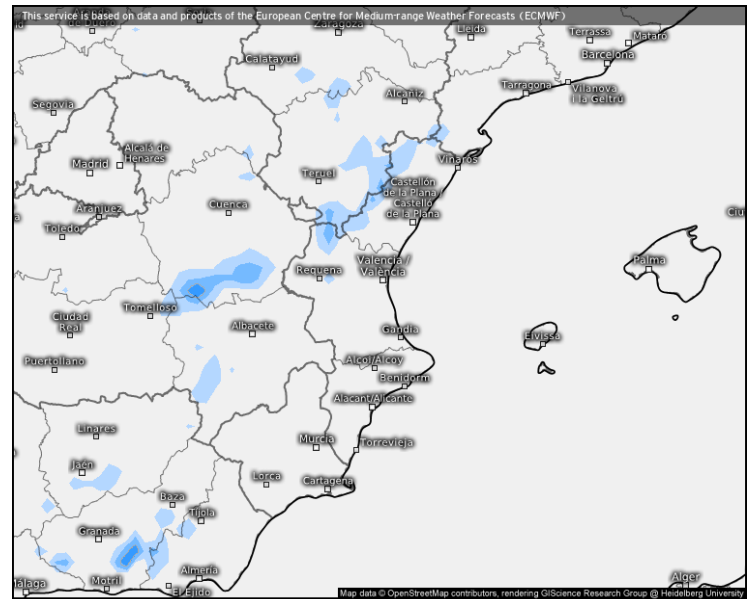 This service is based on data and products of the European Centre for Medium-range Weather Forecasts (ECMWF)
de Duero
Zaragoza
Lleida
Terrassa
Mataró
Barcelona
Calatayud
Tarragona
Vilanova
i la Geltrú
Alcañiz
Segovia
Alcalá de
Henares
Madrid
Vinaròs
Teruel
Castellón
de la Plana /
Castelló
de la Plana
Aranjuez
Cuenca
Toledo
Ciu
Palma
Valencia /
València
Requena
Tomelloso
Ciudad
Real
Albacete
Gandia
Eivissa
Puertollano
Alcoi/Alcoy
Benidorm
Alacant/Alicante
Linares
Murcia
Torrevieja
Jaén
Lorca
Cartagena
Baza
Tíjola
Granada
Almería
Alger
Málaga
Motril
El Ejido
Map data © OpenStreetMap contributors, rendering GIScience Research Group @ Heidelberg University